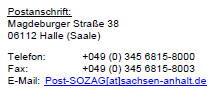 Postanschrift:
Magdeburger Straße 38
06112 Halle (Saale)
Telefon: +049 (0) 345 6815-8000
Fax: +049 (0) 345 6815-8003
E-Mail: Post-SOZAG[at]sachsen-anhalt.de